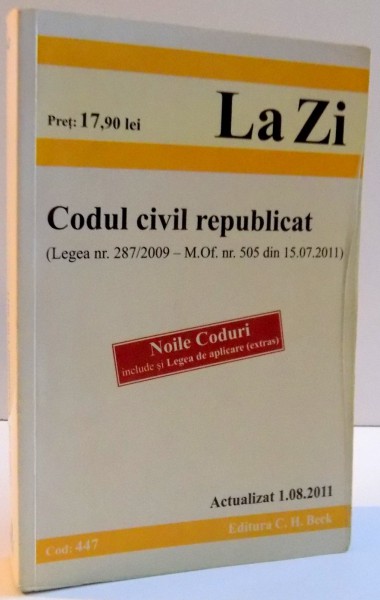 Preț: 17,90 lei
La Zi
Codul civil republicat
(Legea nr. 287/2009 – M.Of. nr. 505 din 15.07.2011)
Noile Coduri
include și Legea de aplicare (extras)
Actualizat 1.08.2011
Editura C. H. Beck
Cod: 447